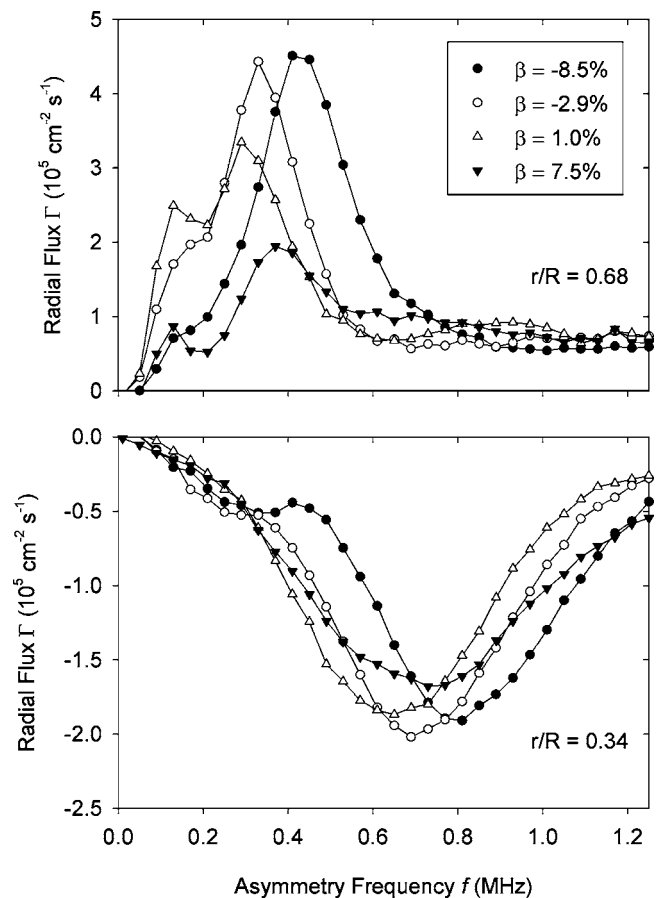 5
4
3
2
1
0
Radial Flux Γ (10⁵ cm⁻² s⁻¹)
β = -8.5%
β = -2.9%
β = 1.0%
β = 7.5%
r/R = 0.68
0.0
-0.5
-1.0
-1.5
-2.0
-2.5
Radial Flux Γ (10⁵ cm⁻² s⁻¹)
r/R = 0.34
0.0 0.2 0.4 0.6 0.8 1.0 1.2
Asymmetry Frequency f (MHz)